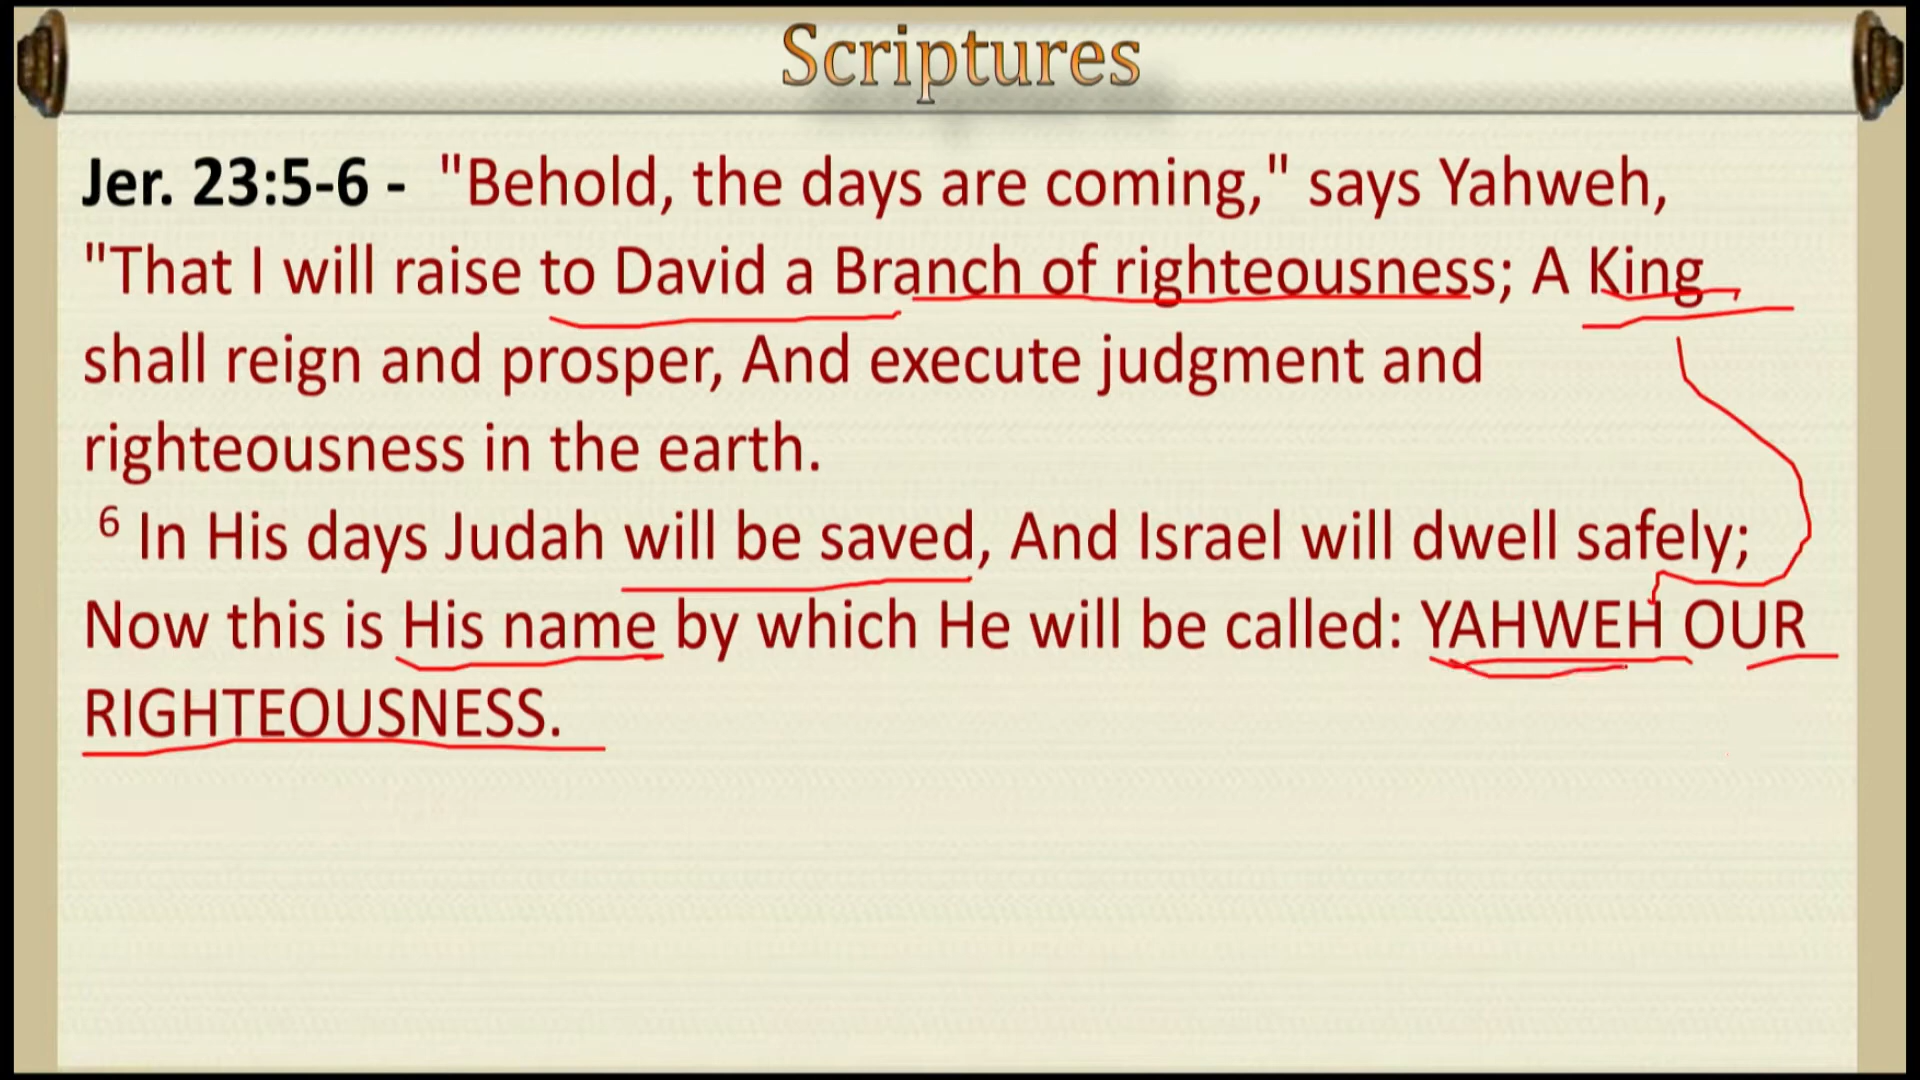 Scriptures
Jer. 23:5-6 - "Behold, the days are coming," says Yahweh,
"That I will raise to David a Branch of righteousness; A King
shall reign and prosper, And execute judgment and
righteousness in the earth.
6 In His days Judah will be saved, And Israel will dwell safely;
Now this is His name by which He will be called: YAHWEH OUR
RIGHTEOUSNESS.